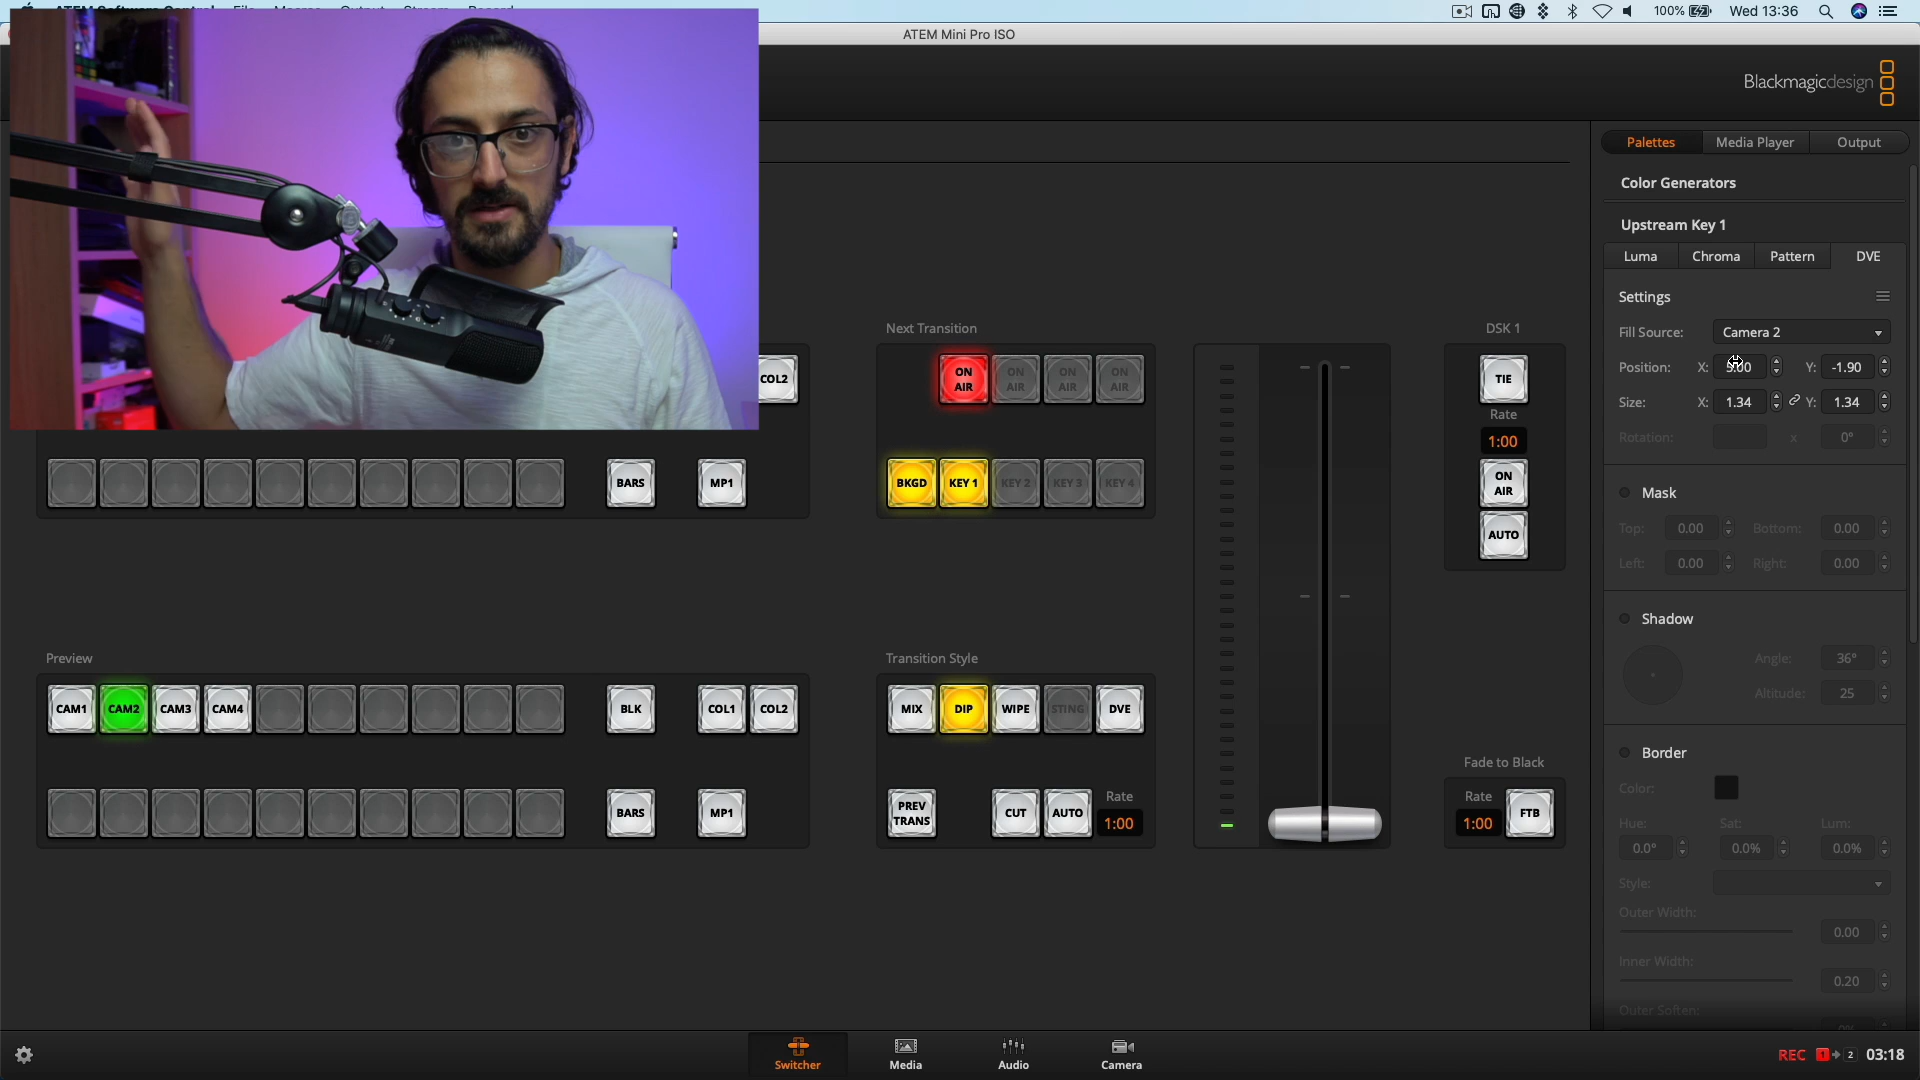 100%
Wed 13:36
ATEM Mini Pro ISO
Blackmagicdesign
Palettes
Media Player
Output
Color Generators
Upstream Key 1
Luma
Chroma
Pattern
DVE
Settings
Fill Source:
Camera 2
Position:
X:
Y:
-1.90
Size:
X:
1.34
Y:
1.34
Rotation:
x
0°
Mask
Top:
0.00
Bottom:
0.00
Left:
0.00
Right:
0.00
Shadow
Angle:
36°
Altitude:
25
Border
Color:
Hue:
Sat:
Lum:
0.0°
0.0%
0.0%
Style:
Outer Width:
0.00
Inner Width:
0.20
Outer Soften:
COL2
BARS
MP1
Next Transition
ON AIR
ON AIR
ON AIR
ON AIR
BKGD
KEY 1
KEY 2
KEY 3
KEY 4
DSK 1
TIE
Rate
1:00
ON AIR
AUTO
Preview
CAM1
CAM2
CAM3
CAM4
BLK
COL1
COL2
BARS
MP1
Transition Style
MIX
DIP
WIPE
STING
DVE
PREV TRANS
CUT
AUTO
Rate
1:00
Fade to Black
Rate
1:00
FTB
Switcher
Media
Audio
Camera
REC
1
2
03:18